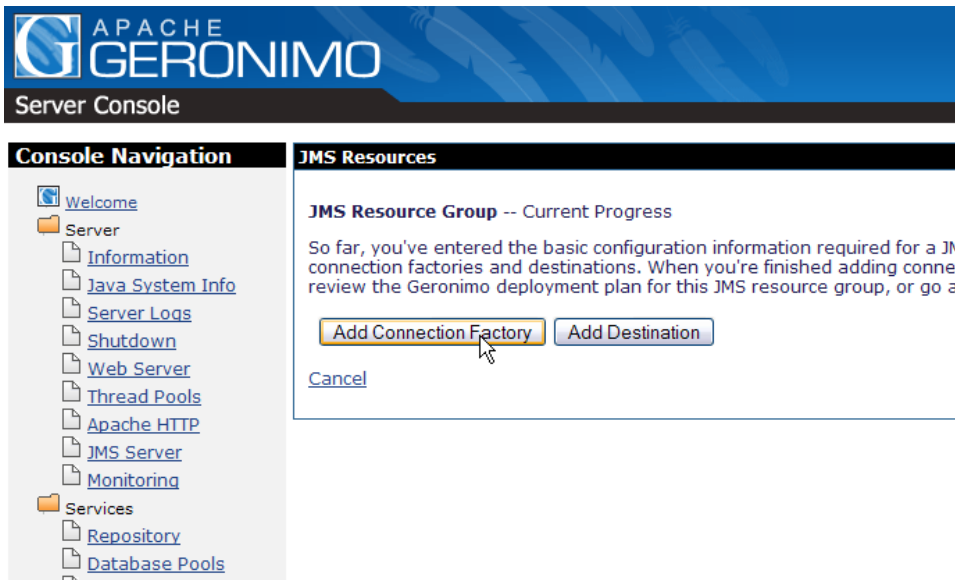 APACHE
GERONIMO
Server Console
Console Navigation
Welcome
Server
Information
Java System Info
Server Logs
Shutdown
Web Server
Thread Pools
Apache HTTP
JMS Server
Monitoring
Services
Repository
Database Pools
JMS Resources
JMS Resource Group -- Current Progress
So far, you've entered the basic configuration information required for a
connection factories and destinations. When you're finished adding
review the Geronimo deployment plan for this JMS resource group, or go
Add Connection Factory Add Destination
Cancel